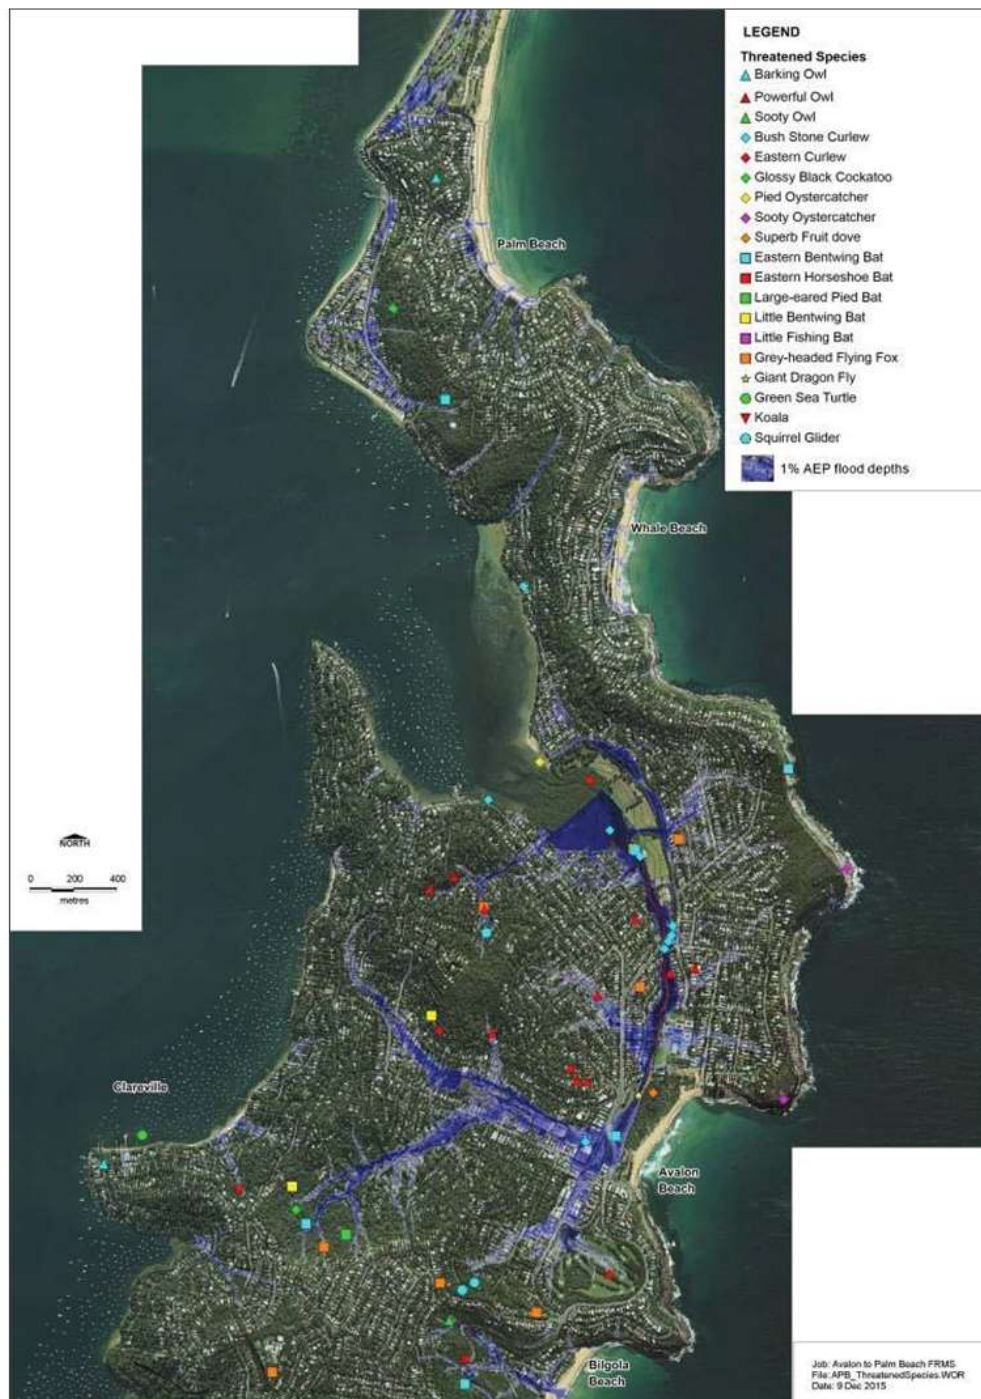 LEGEND
Threatened Species
Barking Owl
Powerful Owl
Sooty Owl
Bush Stone Curlew
Eastern Curlew
Glossy Black Cockatoo
Pied Oystercatcher
Sooty Oystercatcher
Superb Fruit dove
Eastern Bentwing Bat
Eastern Horseshoe Bat
Large-eared Pied Bat
Little Bentwing Bat
Little Fishing Bat
Grey-headed Flying Fox
Giant Dragon Fly
Green Sea Turtle
Koala
Squirrel Glider
1% AEP flood depths
Palm Beach
Whale Beach
NORTH
0 200 400
metres
Clareville
Avalon
Beach
Bilgola
Beach
Job: Avalon to Palm Beach FRMS
File: APB_ThreatenedSpecies.WOR
Date: 9 Dec 2015